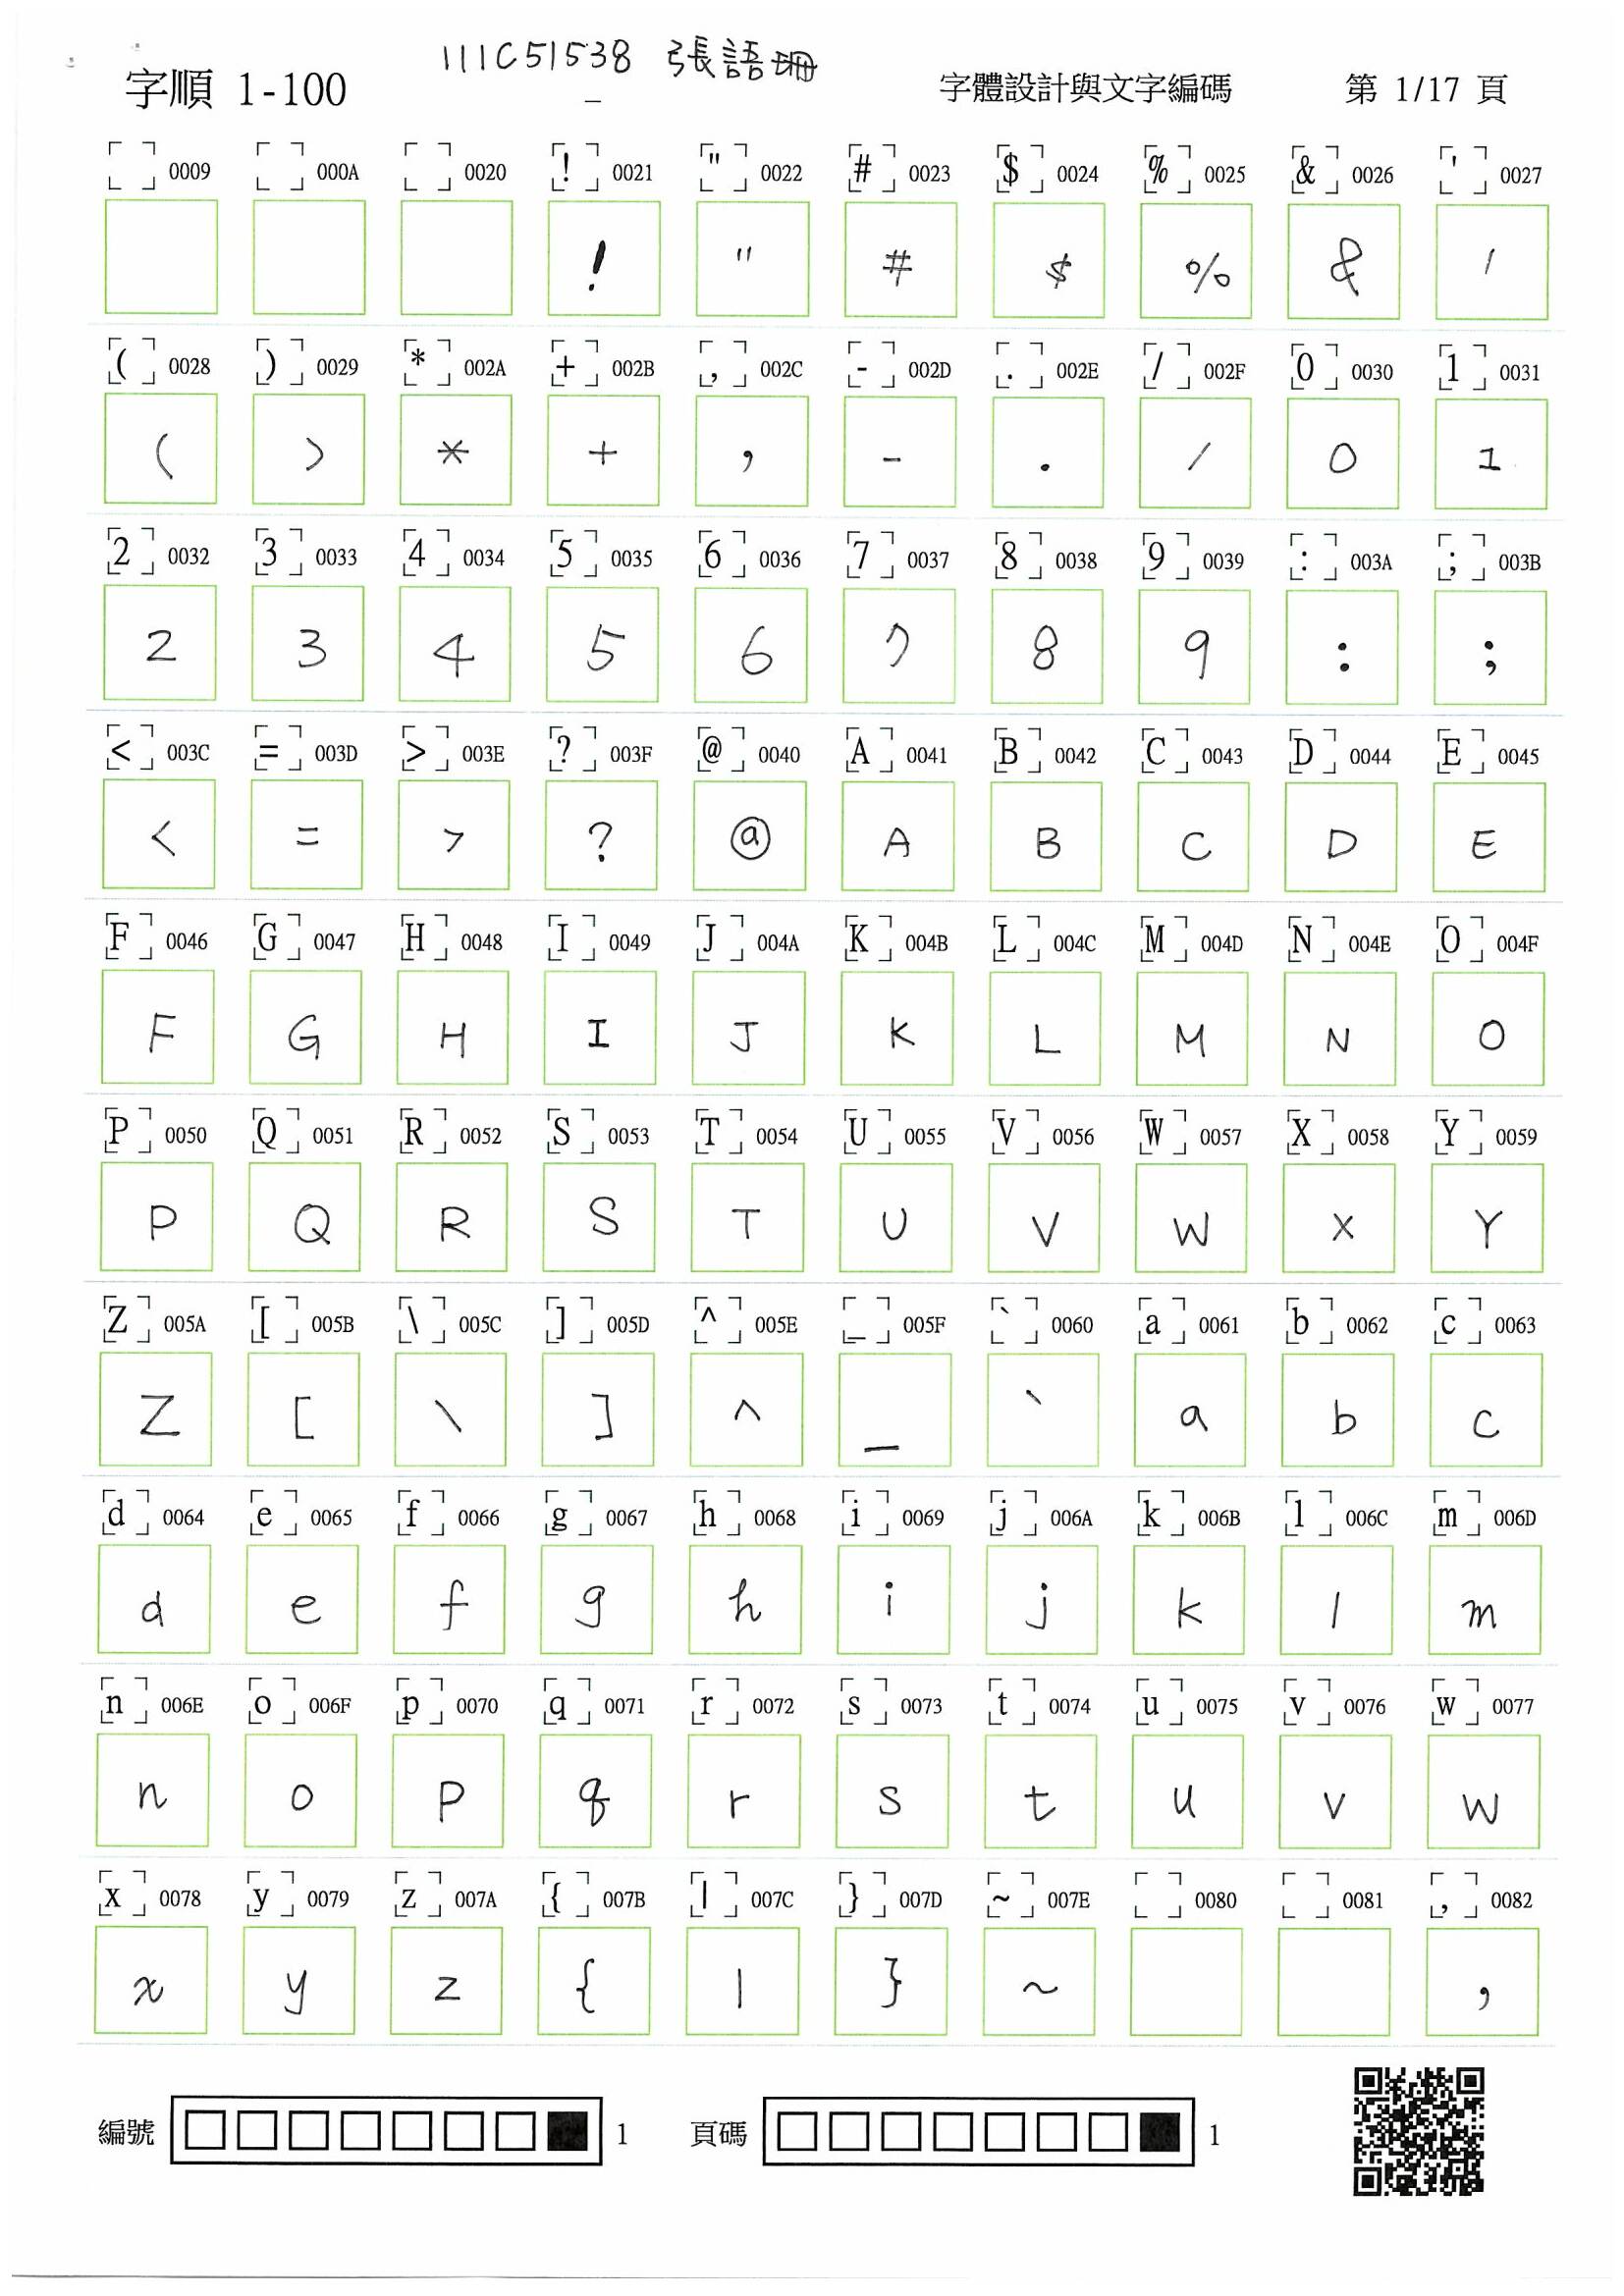 111C51538 張語珊
字順 1-100 _ 字體設計與文字編碼 第 1/17 頁
0009 000A 0020 ! 0021 " 0022 # 0023 $ 0024 % 0025 & 0026 ' 0027
! " # $ % & '
( 0028 ) 0029 * 002A + 002B , 002C - 002D . 002E / 002F 0 0030 1 0031
( ) * + , - . / 0 1
2 0032 3 0033 4 0034 5 0035 6 0036 7 0037 8 0038 9 0039 : 003A ; 003B
2 3 4 5 6 7 8 9 : ;
< 003C = 003D > 003E ? 003F @ 0040 A 0041 B 0042 C 0043 D 0044 E 0045
< = > ? @ A B C D E
F 0046 G 0047 H 0048 I 0049 J 004A K 004B L 004C M 004D N 004E O 004F
F G H I J K L M N O
P 0050 Q 0051 R 0052 S 0053 T 0054 U 0055 V 0056 W 0057 X 0058 Y 0059
P Q R S T U V W X Y
Z 005A [ 005B \ 005C ] 005D ^ 005E _ 005F ` 0060 a 0061 b 0062 c 0063
Z [ \ ] ^ _ ` a b c
d 0064 e 0065 f 0066 g 0067 h 0068 i 0069 j 006A k 006B l 006C m 006D
d e f g h i j k l m
n 006E o 006F p 0070 q 0071 r 0072 s 0073 t 0074 u 0075 v 0076 w 0077
n o p q r s t u v w
x 0078 y 0079 z 007A { 007B | 007C } 007D ~ 007E 0080 0081 , 0082
x y z { | } ~ ,
編號 1 頁碼 1